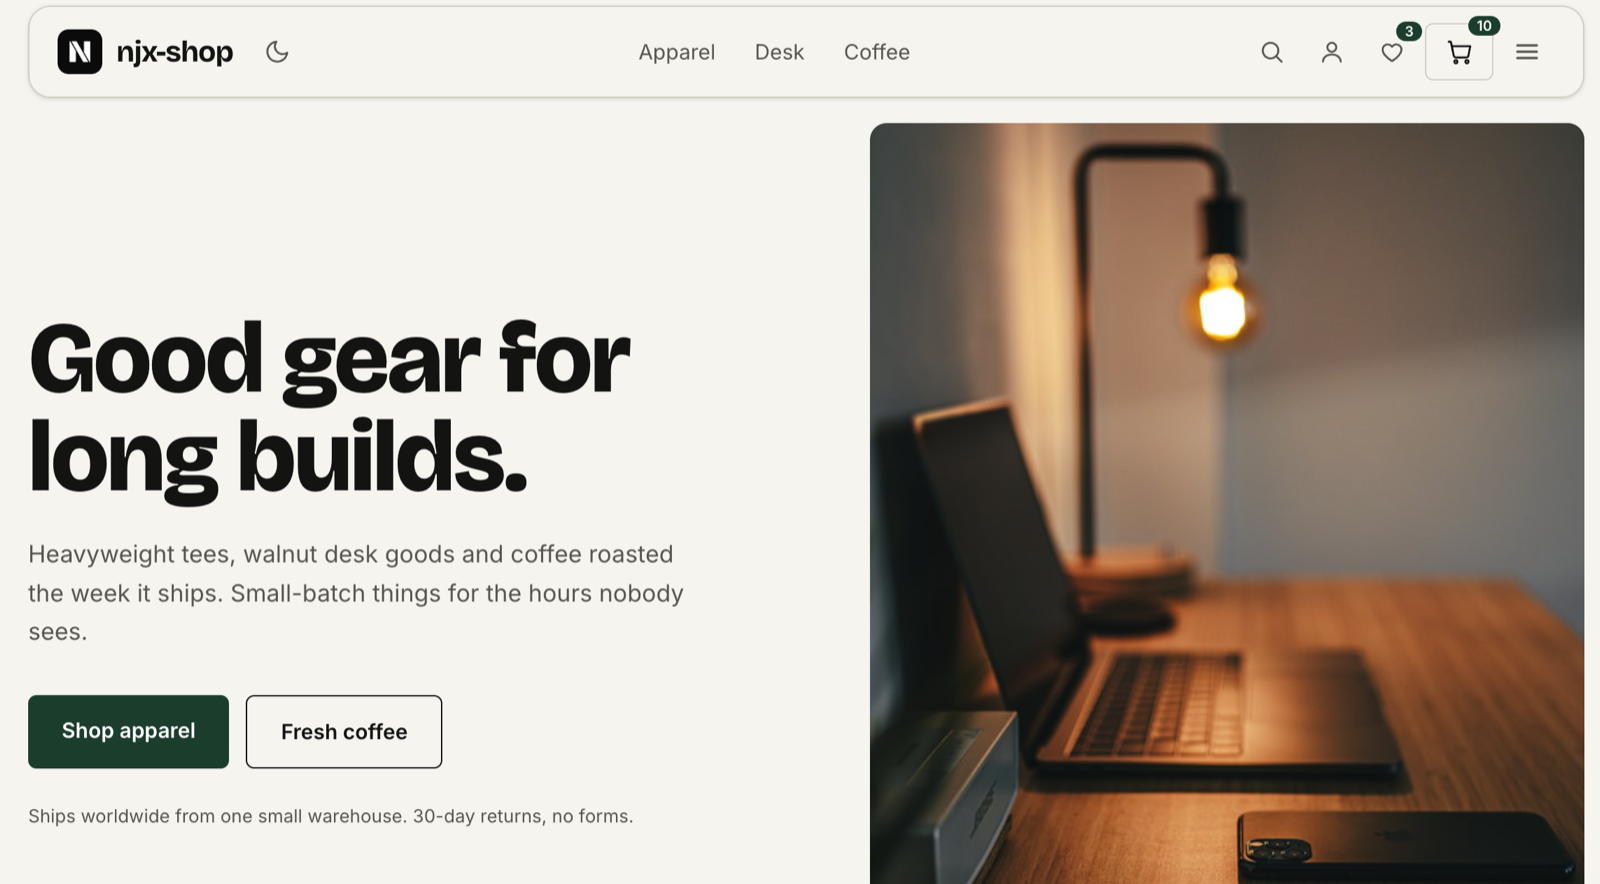 N njx-shop
Apparel Desk Coffee
3
10
Good gear for
long builds.
Heavyweight tees, walnut desk goods and coffee roasted
the week it ships. Small-batch things for the hours nobody
sees.
Shop apparel
Fresh coffee
Ships worldwide from one small warehouse. 30-day returns, no forms.